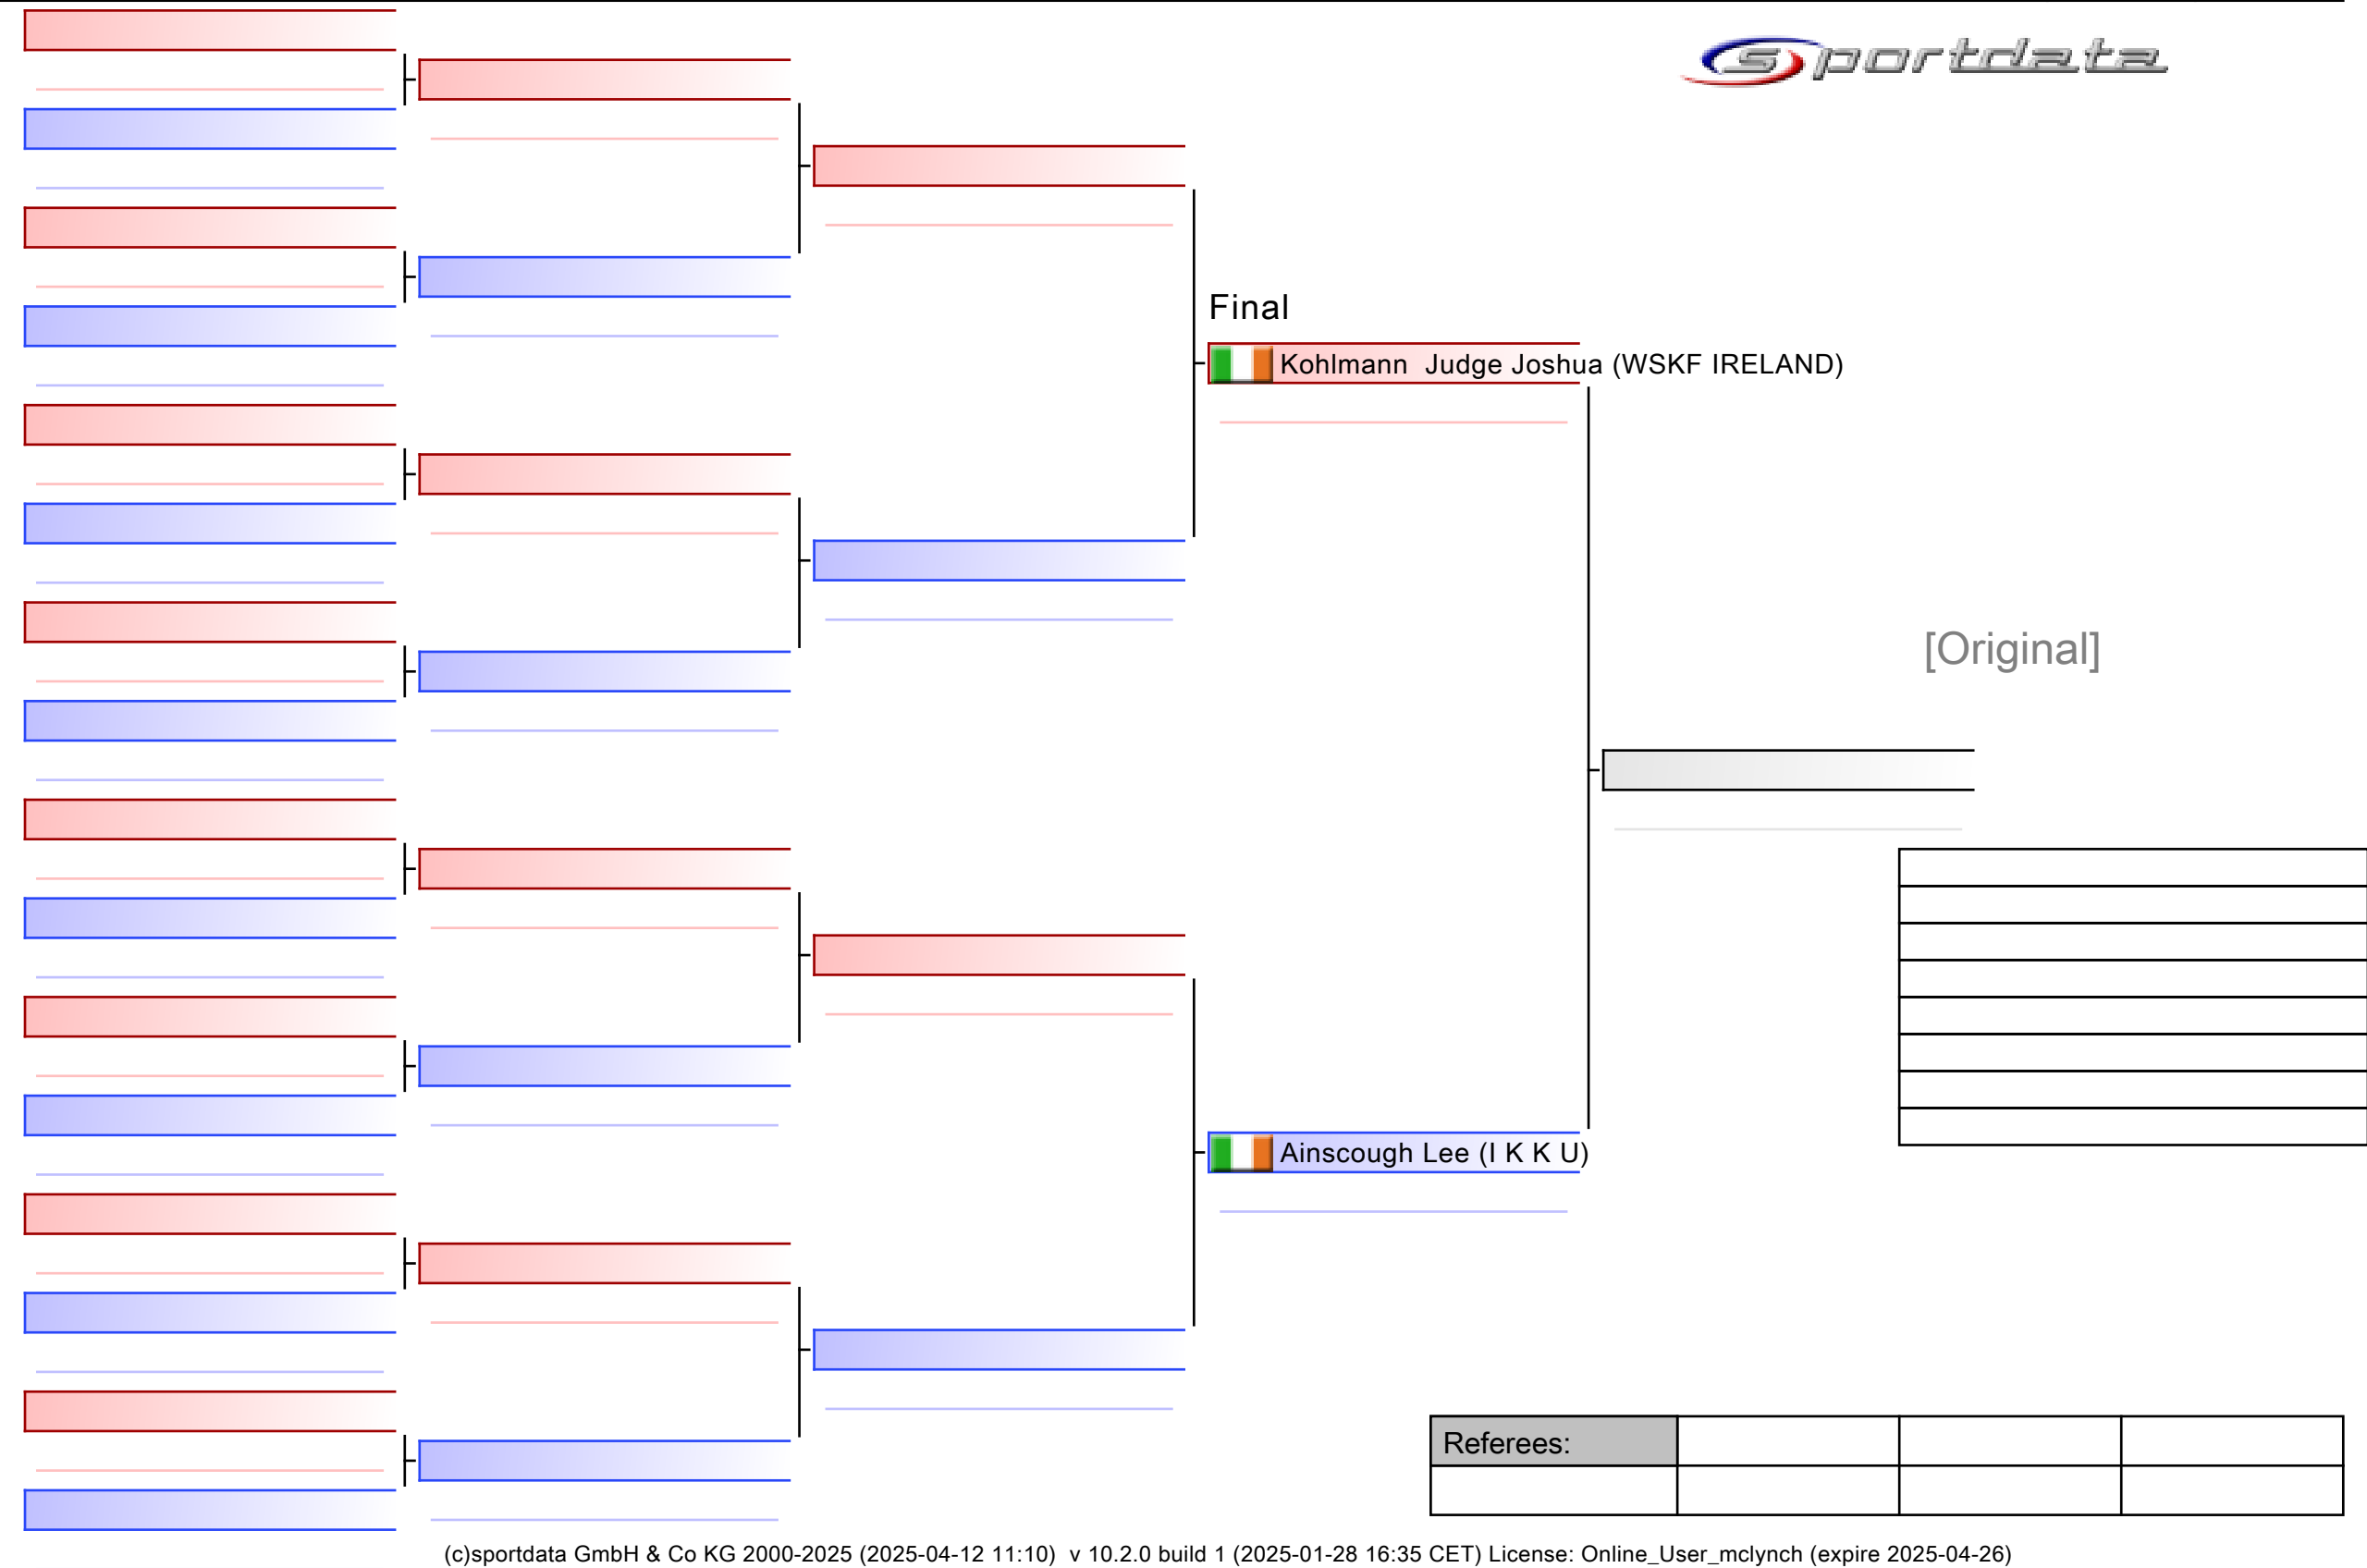 sportdata
Final
Kohlmann  Judge Joshua (WSKF IRELAND)
[Original]
Ainscough Lee (I K K U)
Referees:
(c)sportdata GmbH & Co KG 2000-2025 (2025-04-12 11:10)  v 10.2.0 build 1 (2025-01-28 16:35 CET) License: Online_User_mclynch (expire 2025-04-26)